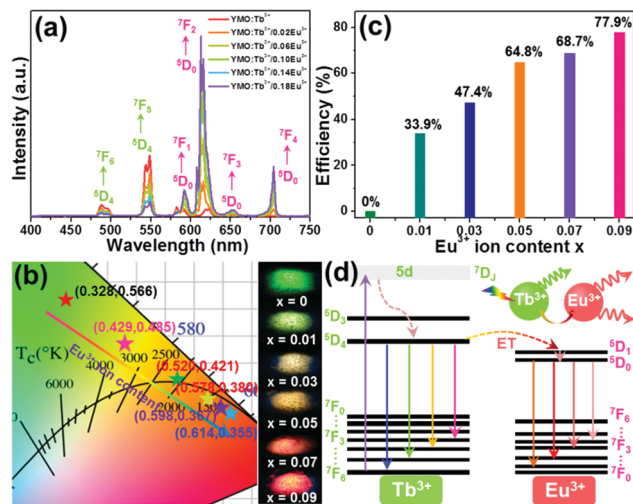 (a)
Intensity (a.u.)
⁷F₂
⁵D₀
YMO:Tb³⁺
YMO:Tb³⁺/0.02Eu³⁺
YMO:Tb³⁺/0.06Eu³⁺
YMO:Tb³⁺/0.10Eu³⁺
YMO:Tb³⁺/0.14Eu³⁺
YMO:Tb³⁺/0.18Eu³⁺
⁷F₅
⁵D₄
⁷F₆
⁵D₄
⁷F₁
⁵D₀
⁷F₃
⁵D₀
⁷F₄
⁵D₀
400 450 500 550 600 650 700 750
Wavelength (nm)
(c)
Efficiency (%)
80
60
40
20
0
0%
33.9%
47.4%
64.8%
68.7%
77.9%
0 0.01 0.03 0.05 0.07 0.09
Eu³⁺ ion content x
(b)
(0.328,0.566)
(0.429,0.485)
580
(0.520,0.421)
(0.578,0.380)
(0.598,0.367)
(0.614,0.355)
Tc(°K)
Eu³⁺ ion content
6000
4000
3000
2500
2000
x = 0
x = 0.01
x = 0.03
x = 0.05
x = 0.07
x = 0.09
(d)
5d
⁷D_J
⁵D₃
⁵D₄
Tb³⁺
Eu³⁺
ET
⁵D₁
⁵D₀
⁷F₀
⁷F₃
⁷F₆
⁷F₆
⁷F₃
⁷F₀
Tb³⁺
Eu³⁺